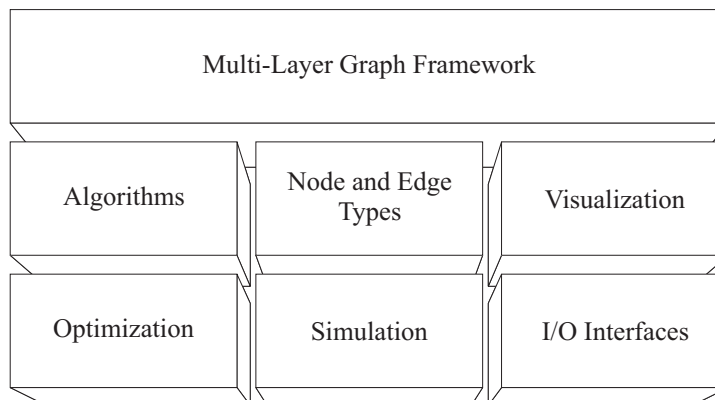 Multi-Layer Graph Framework
Algorithms
Node and Edge
Types
Visualization
Optimization
Simulation
I/O Interfaces